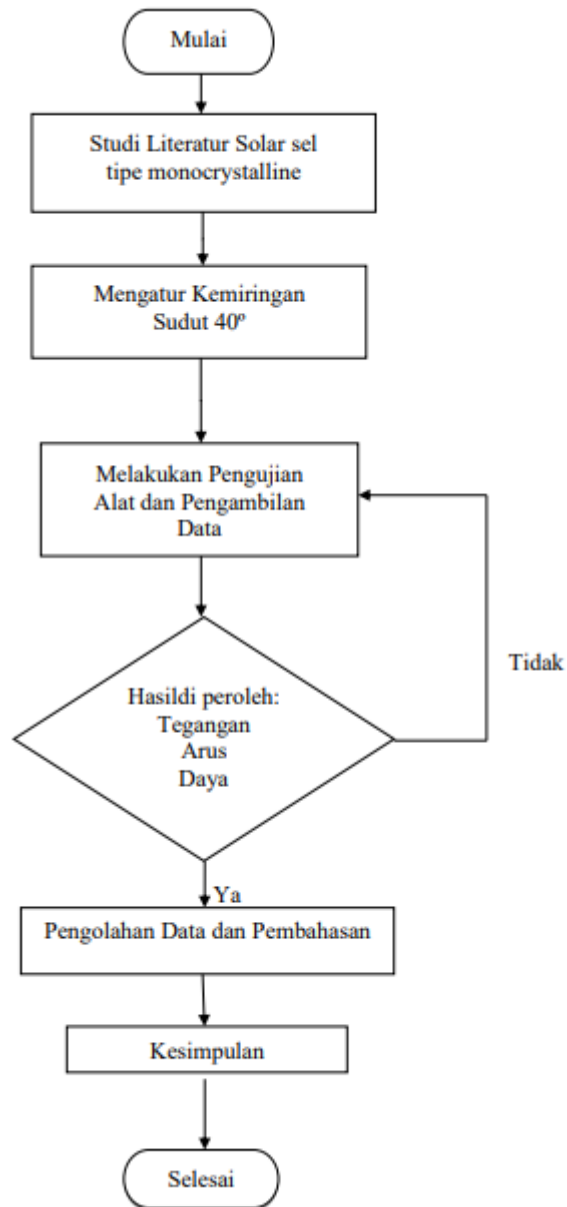 Mulai
Studi Literatur Solar sel
tipe monocrystalline
Mengatur Kemiringan
Sudut 40º
Melakukan Pengujian
Alat dan Pengambilan
Data
Tidak
Hasildi peroleh:
Tegangan
Arus
Daya
Ya
Pengolahan Data dan Pembahasan
Kesimpulan
Selesai